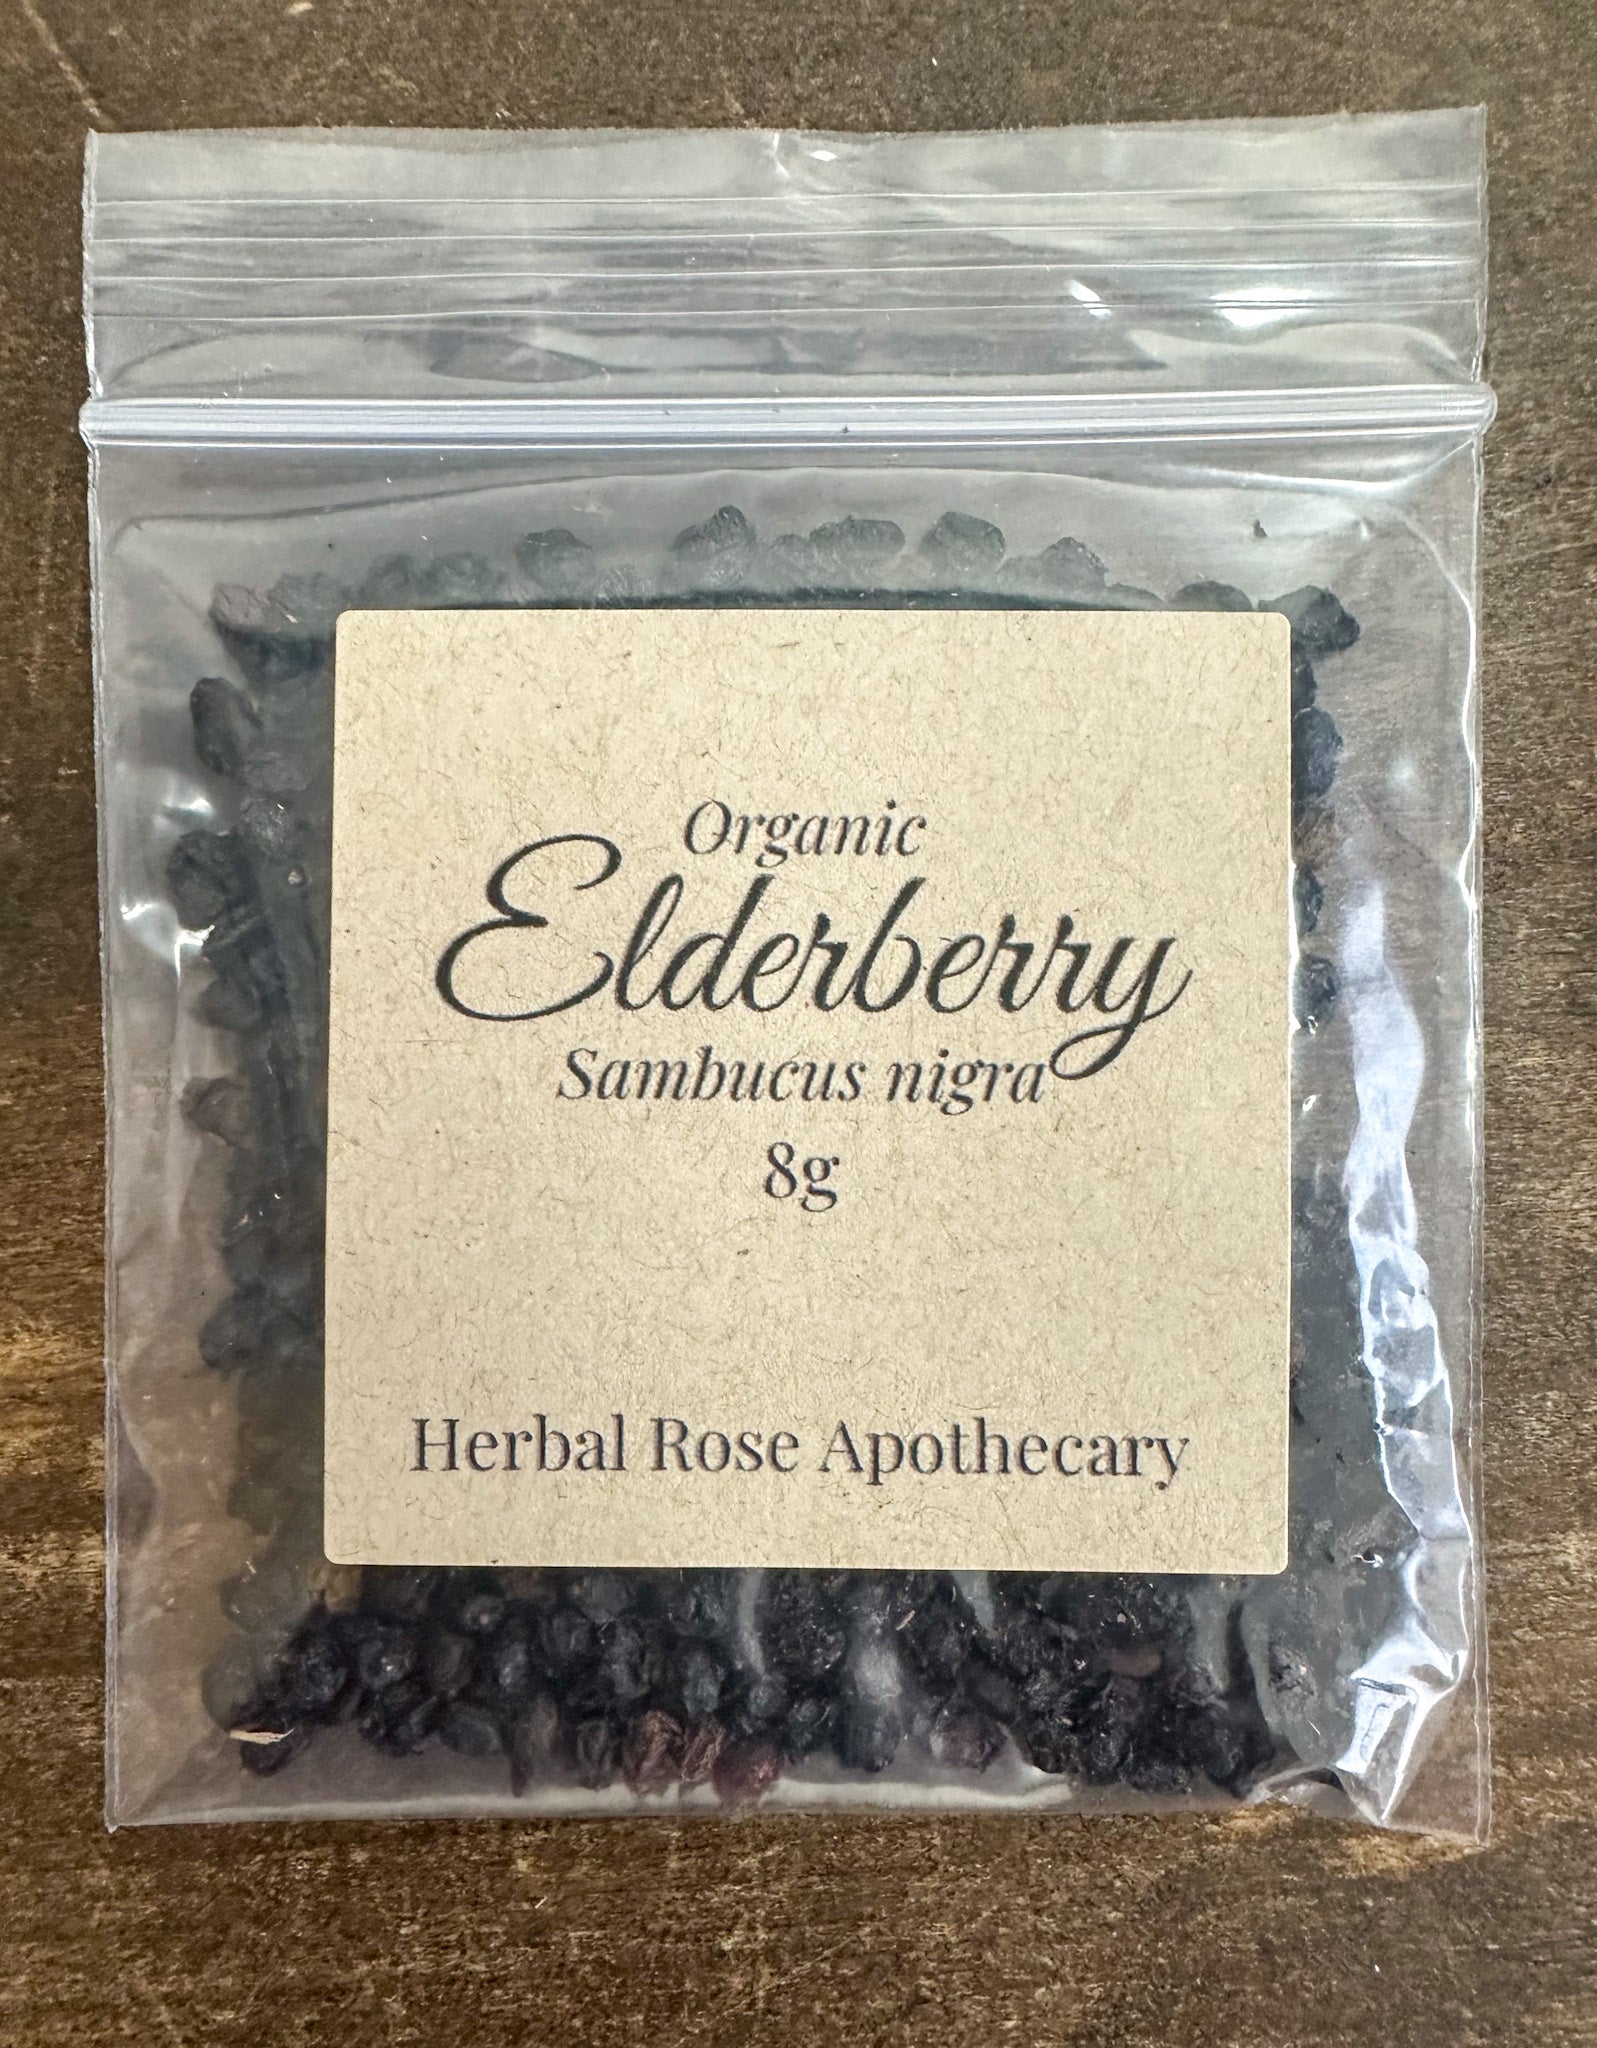 Organic
Elderberry
Sambucus nigra
8g
Herbal Rose Apothecary